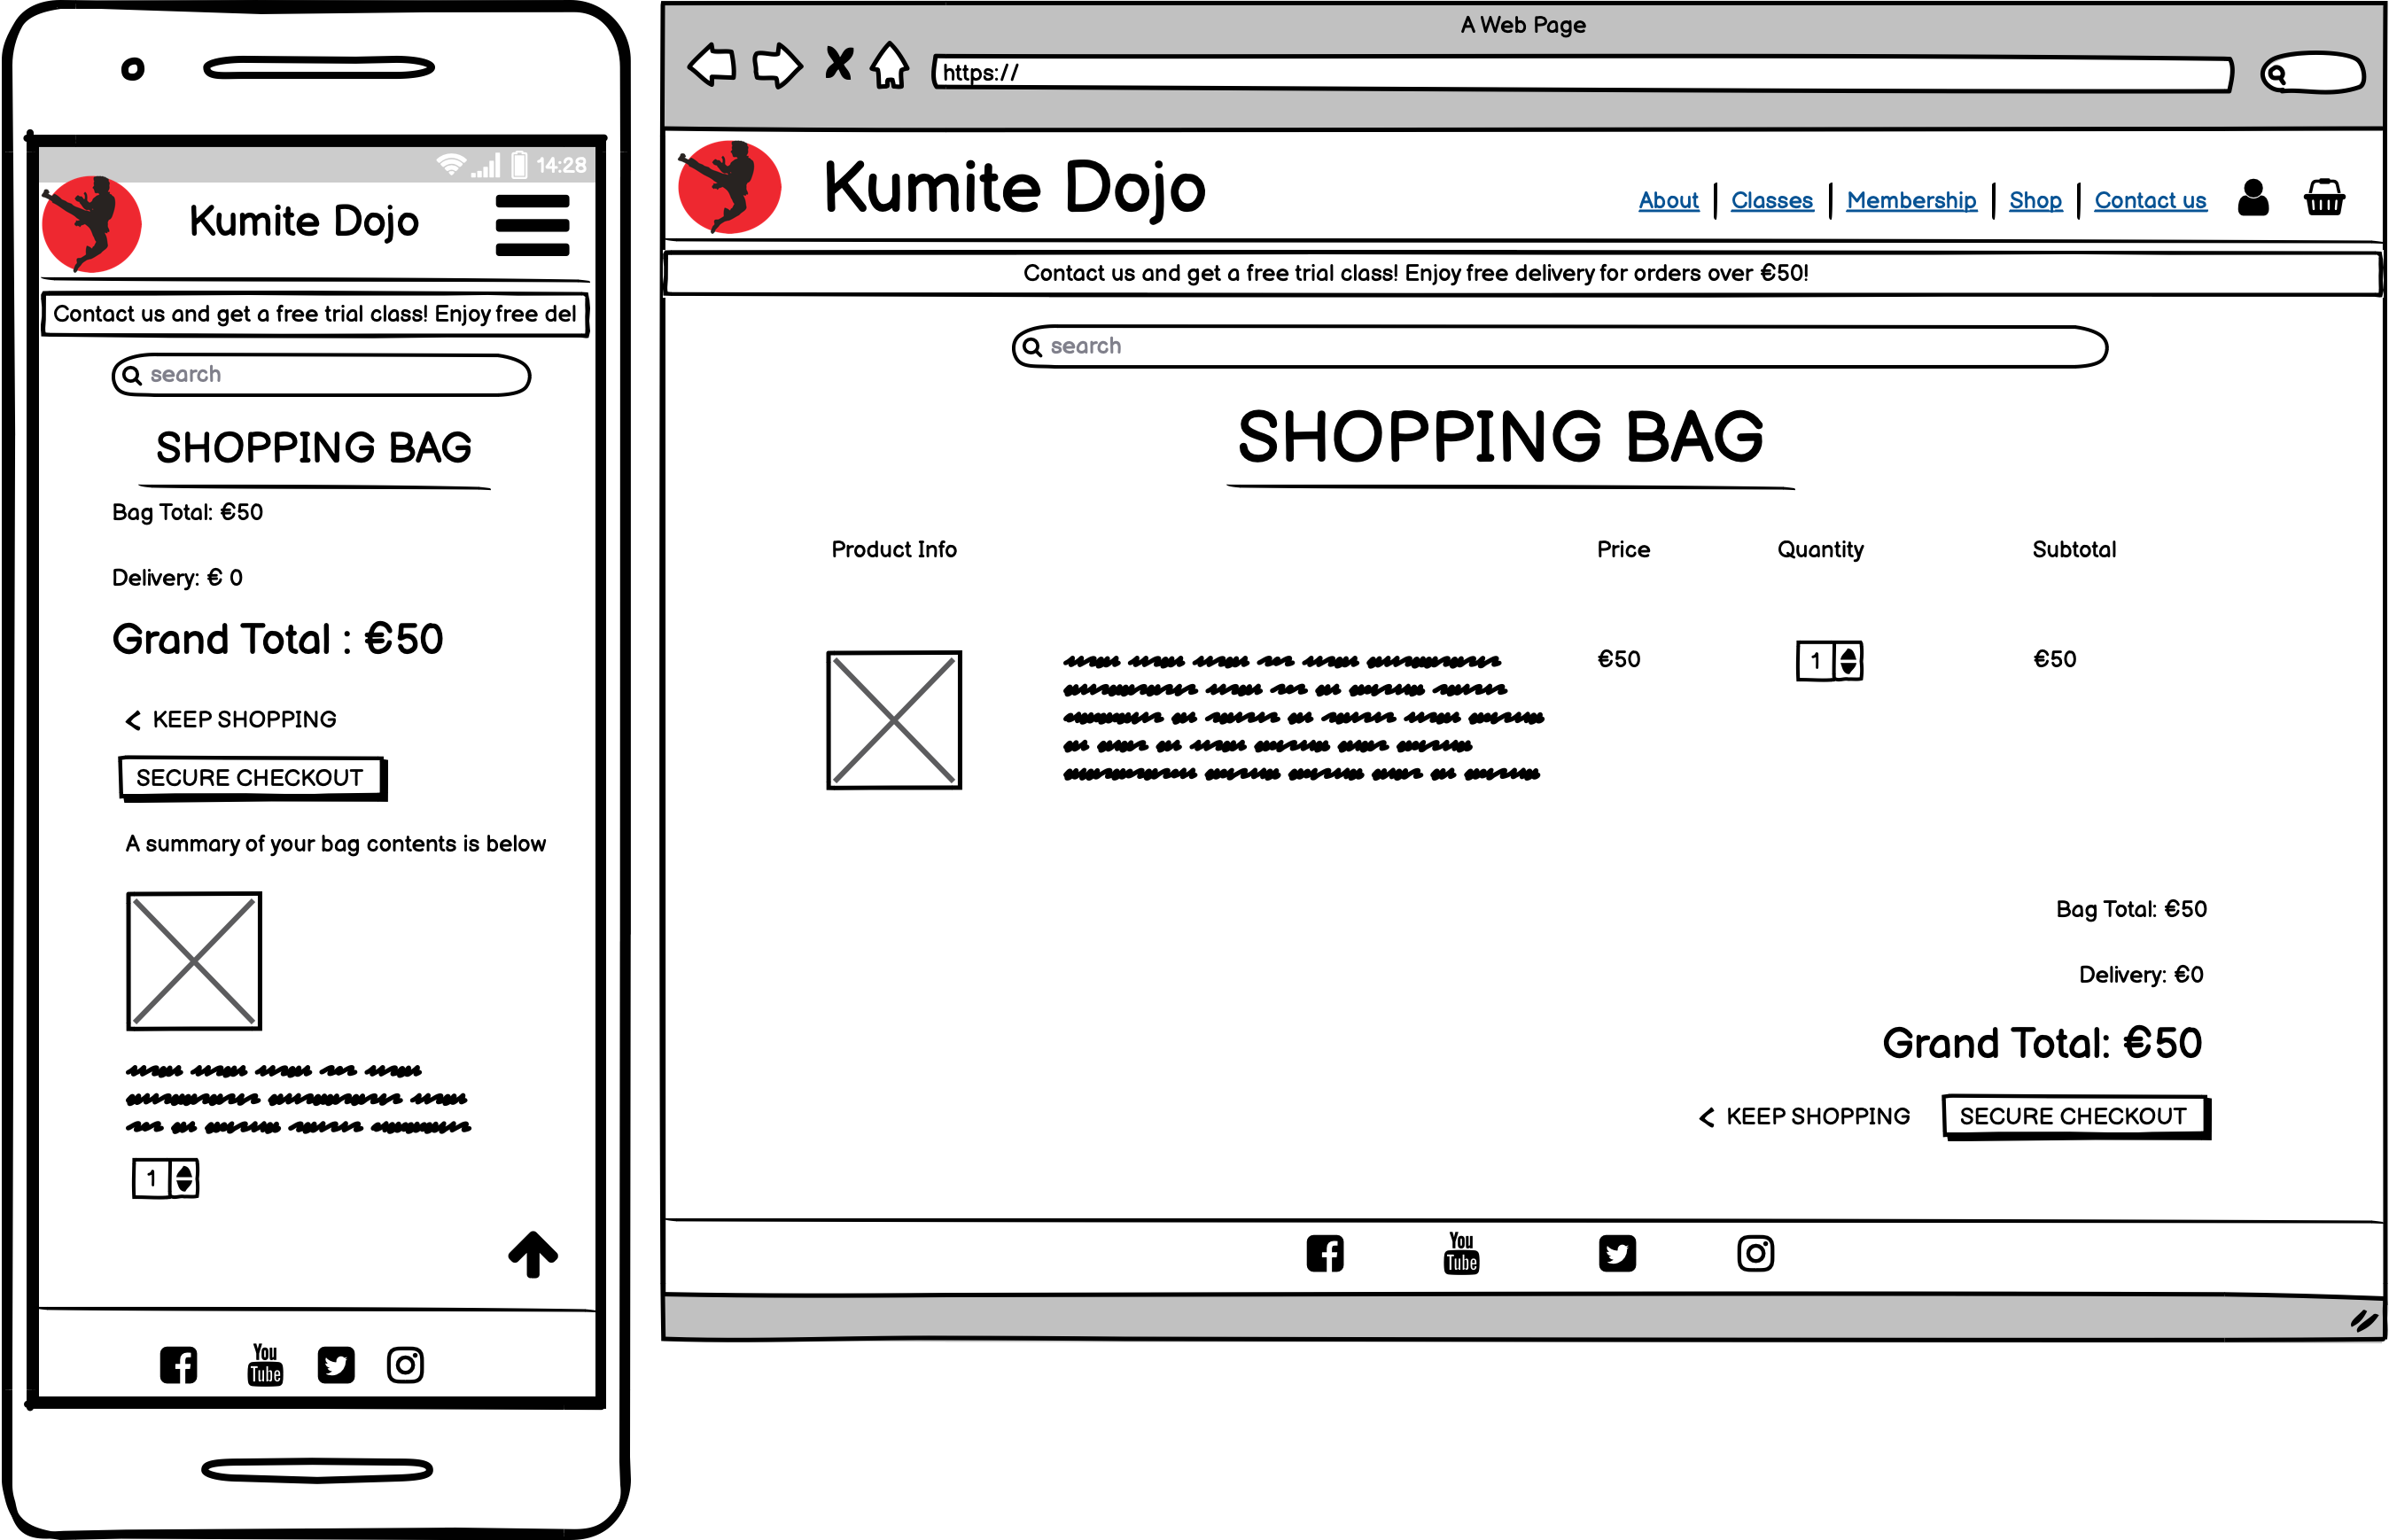 14:28
Kumite Dojo
Contact us and get a free trial class! Enjoy free del
search
SHOPPING BAG
Bag Total: €50
Delivery: € 0
Grand Total : €50
< KEEP SHOPPING
SECURE CHECKOUT
A summary of your bag contents is below
1
You
Tube
A Web Page
https://
Kumite Dojo
About | Classes | Membership | Shop | Contact us
Contact us and get a free trial class! Enjoy free delivery for orders over €50!
search
SHOPPING BAG
Product Info Price Quantity Subtotal
€50 1 €50
Bag Total: €50
Delivery: €0
Grand Total: €50
< KEEP SHOPPING SECURE CHECKOUT
You
Tube